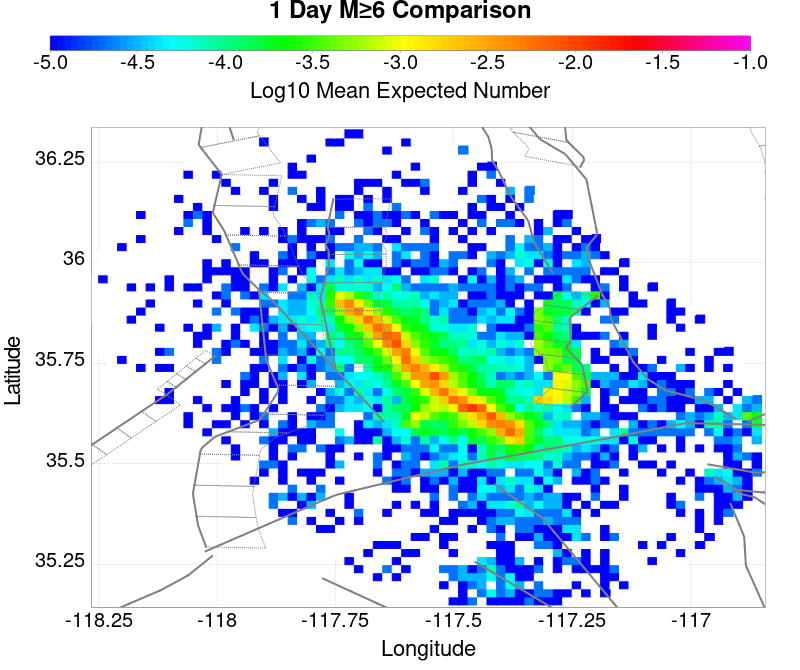 1 Day M≥6 Comparison
-5.0 -4.5 -4.0 -3.5 -3.0 -2.5 -2.0 -1.5 -1.0
Log10 Mean Expected Number
36.25
36
35.75
35.5
35.25
Latitude
-118.25 -118 -117.75 -117.5 -117.25 -117
Longitude